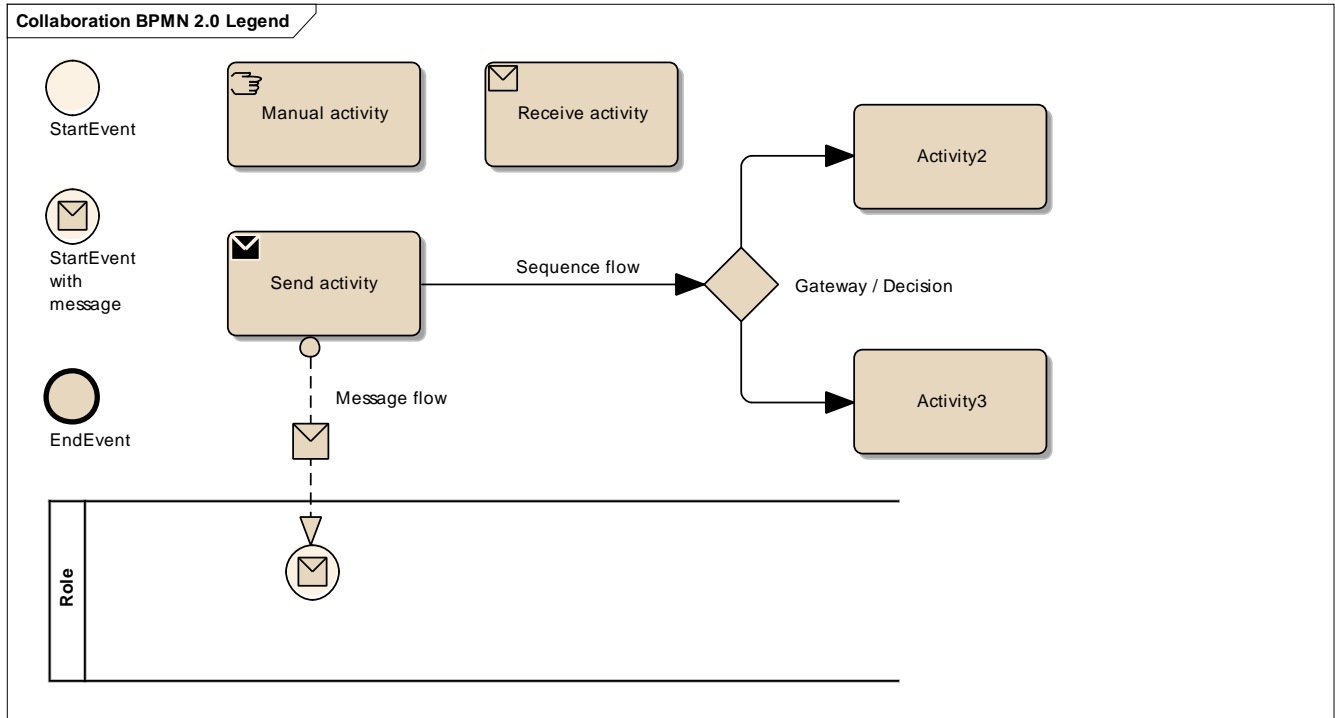 Collaboration BPMN 2.0 Legend
StartEvent
Manual activity
Receive activity
Activity2
StartEvent
with
message
Send activity
Sequence flow
Gateway / Decision
Message flow
Activity3
EndEvent
Role